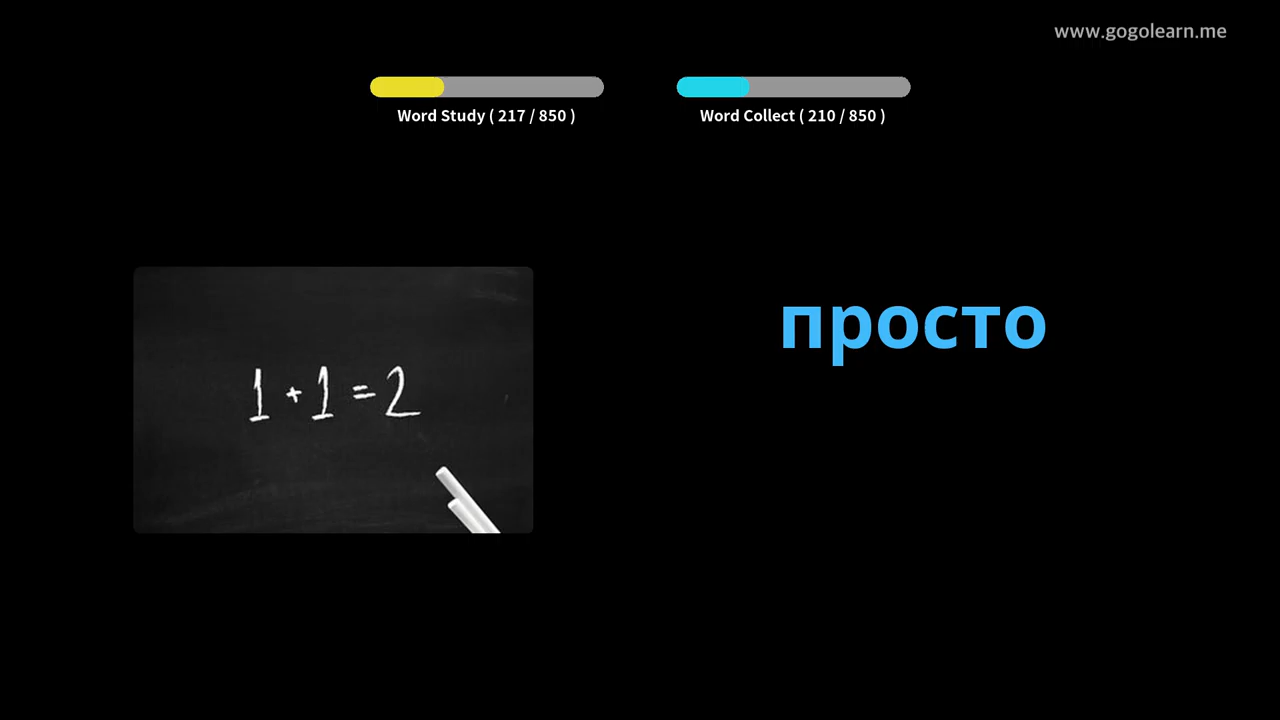 www.gogolearn.me
Word Study ( 217 / 850 )
Word Collect ( 210 / 850 )
просто
1 + 1 = 2